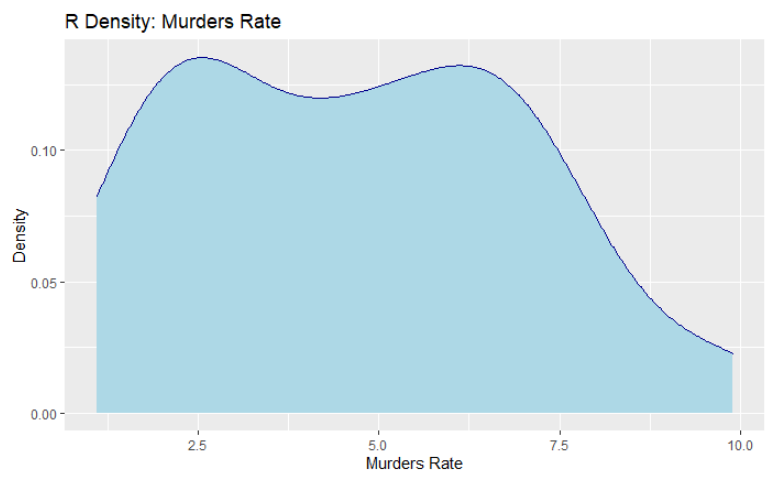 R Density: Murders Rate
Density
0.10
0.05
0.00
2.5 5.0 7.5 10.0
Murders Rate